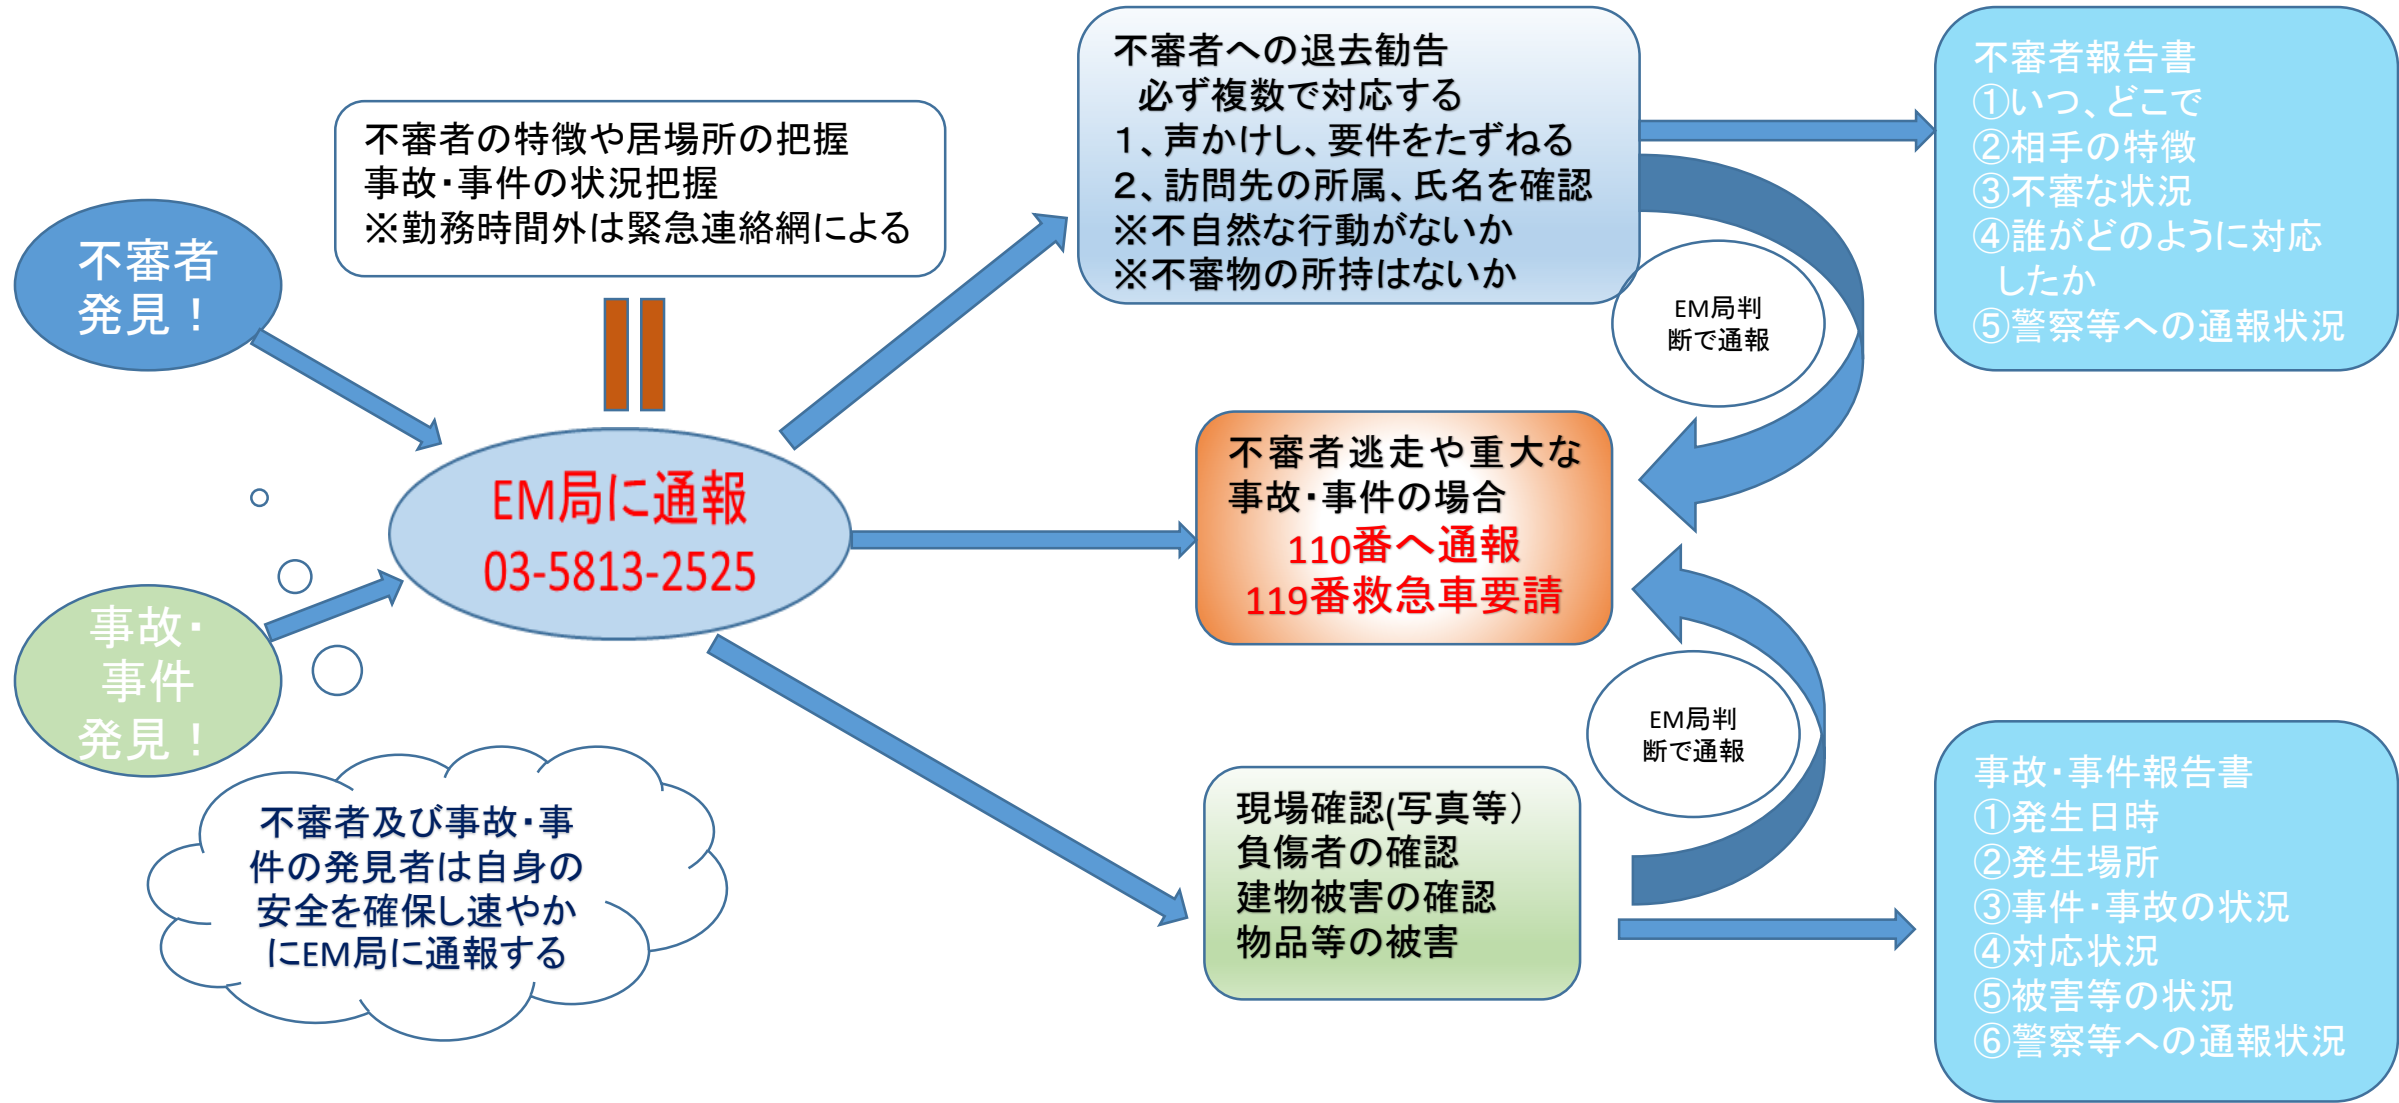 不審者
発見！
事故・
事件
発見！
不審者の特徴や居場所の把握
事故・事件の状況把握
※勤務時間外は緊急連絡網による
EM局に通報
03-5813-2525
不審者及び事故・事
件の発見者は自身の
安全を確保し速やか
にEM局に通報する
不審者への退去勧告
必ず複数で対応する
１、声かけし、要件をたずねる
２、訪問先の所属、氏名を確認
※不自然な行動がないか
※不審物の所持はないか
EM局判
断で通報
不審者逃走や重大な
事故・事件の場合
110番へ通報
119番救急車要請
EM局判
断で通報
現場確認(写真等）
負傷者の確認
建物被害の確認
物品等の被害
不審者報告書
①いつ、どこで
②相手の特徴
③不審な状況
④誰がどのように対応
したか
⑤警察等への通報状況
事故・事件報告書
①発生日時
②発生場所
③事件・事故の状況
④対応状況
⑤被害等の状況
⑥警察等への通報状況